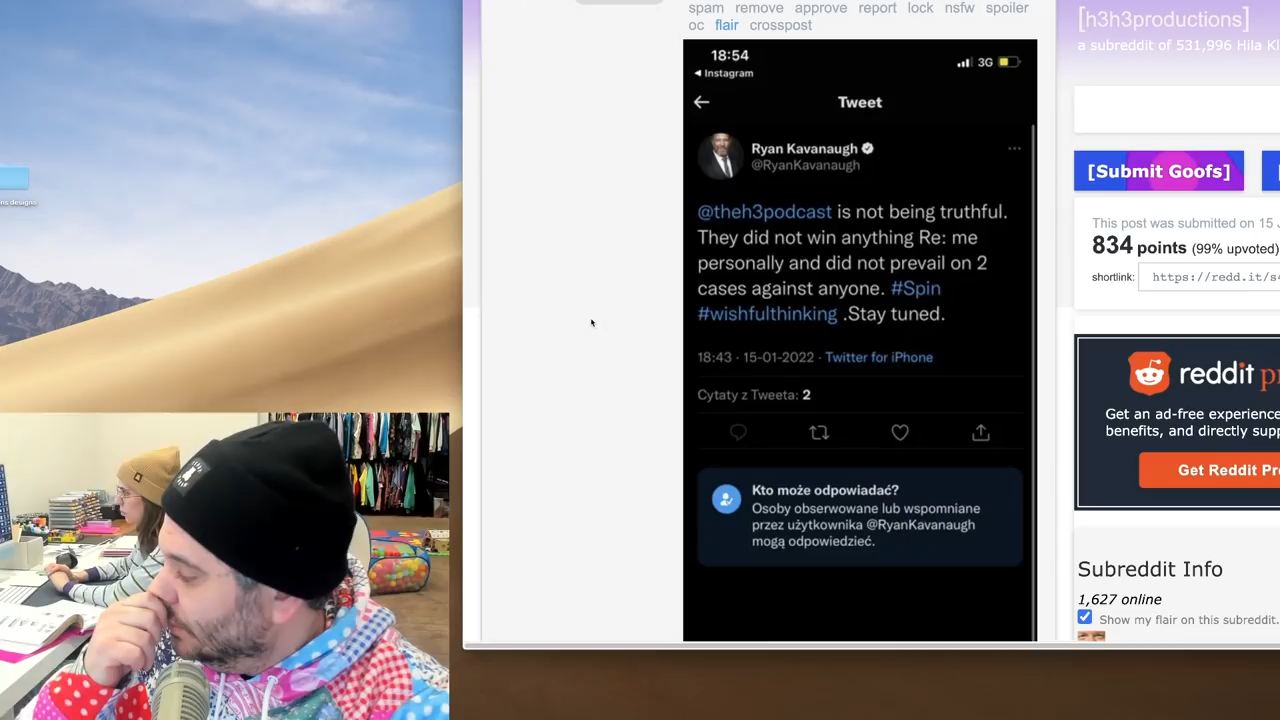 spam remove approve report lock nsfw spoiler
oc flair crosspost
18:54
Instagram
3G
Tweet
Ryan Kavanaugh
@RyanKavanaugh
@theh3podcast is not being truthful.
They did not win anything Re: me
personally and did not prevail on 2
cases against anyone. #Spin
#wishfulthinking .Stay tuned.
18:43 · 15-01-2022 · Twitter for iPhone
Cytaty z Tweeta: 2
Kto może odpowiadać?
Osoby obserwowane lub wspomniane
przez użytkownika @RyanKavanaugh
mogą odpowiedzieć.
[h3h3productions]
a subreddit of 531,996 Hila
[Submit Goofs]
This post was submitted on 15
834 points (99% upvoted)
shortlink: https://redd.it/s
reddit
Get an ad-free experience
benefits, and directly
Get Reddit
Subreddit Info
1,627 online
Show my flair on this subreddit.
designs